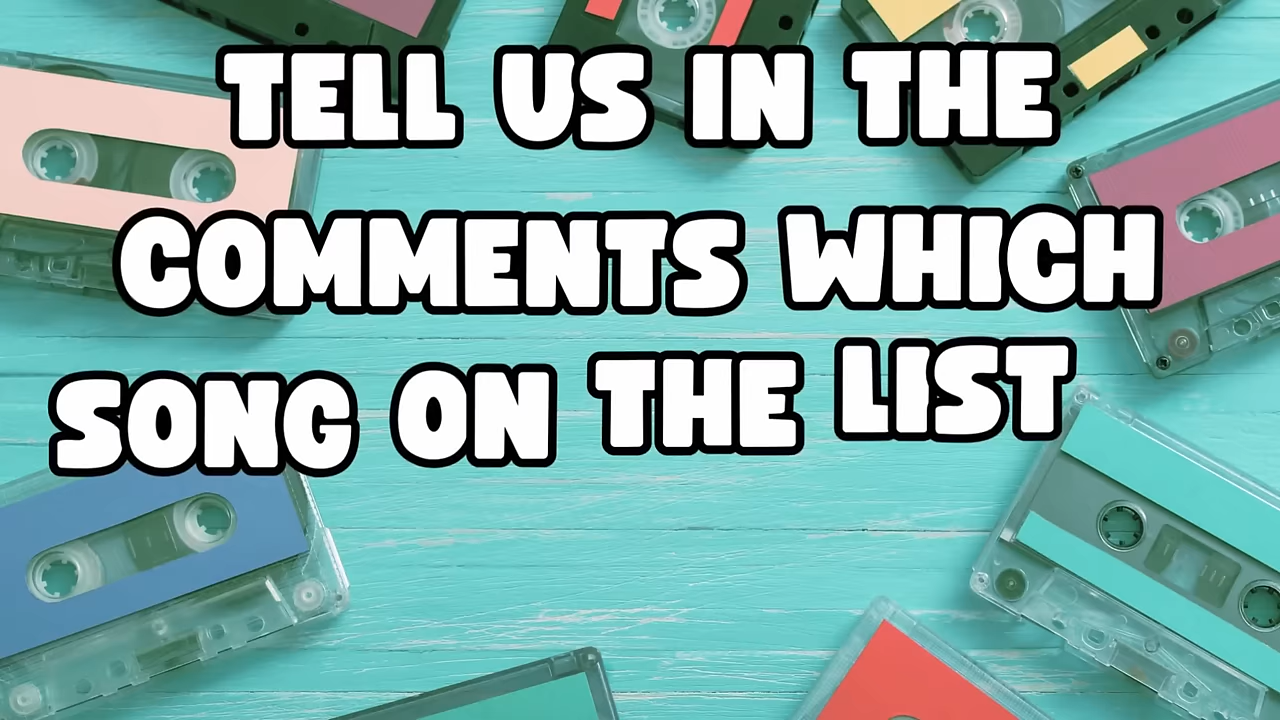 TELL US IN THE
COMMENTS WHICH
SONG ON THE LIST